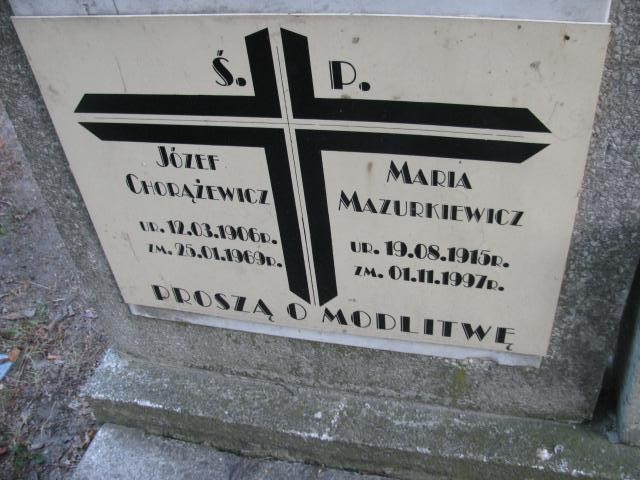 Ś. P.
Józef
Chorążewicz
ur. 12.03.1906r.
zm. 25.01.1969r.
Maria
Mazurkiewicz
ur. 19.08.1915r.
zm. 01.11.1997r.
PROSZĄ O MODLITWĘ